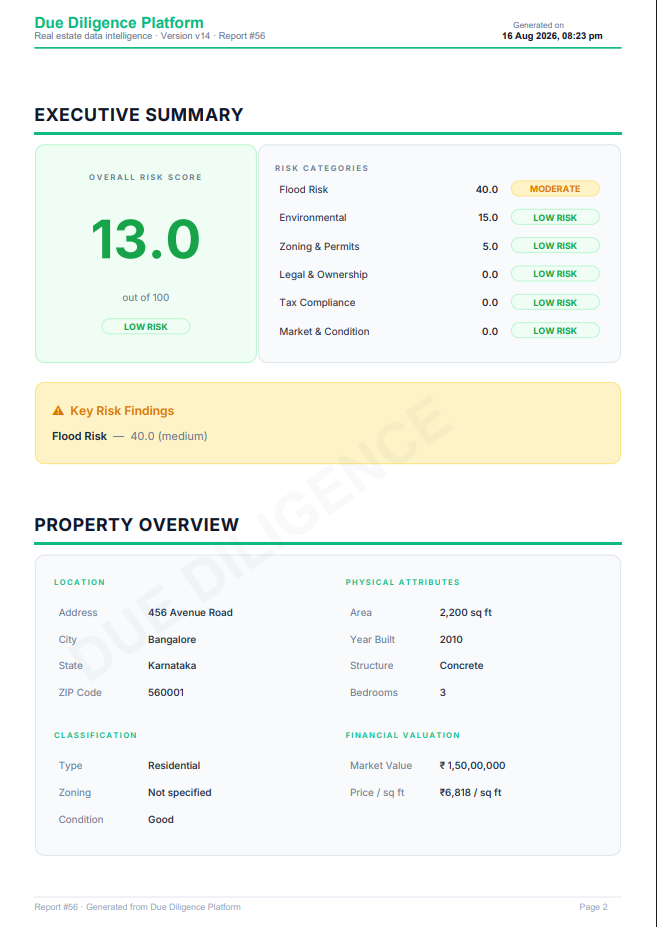 Due Diligence Platform
Real estate data intelligence · Version v14 · Report #56
Generated on
16 Aug 2026, 08:23 pm
EXECUTIVE SUMMARY
OVERALL RISK SCORE
13.0
out of 100
LOW RISK
RISK CATEGORIES
Flood Risk 40.0 MODERATE
Environmental 15.0 LOW RISK
Zoning & Permits 5.0 LOW RISK
Legal & Ownership 0.0 LOW RISK
Tax Compliance 0.0 LOW RISK
Market & Condition 0.0 LOW RISK
⚠ Key Risk Findings
Flood Risk — 40.0 (medium)
DUE DILIGENCE
PROPERTY OVERVIEW
LOCATION
Address 456 Avenue Road
City Bangalore
State Karnataka
ZIP Code 560001
PHYSICAL ATTRIBUTES
Area 2,200 sq ft
Year Built 2010
Structure Concrete
Bedrooms 3
CLASSIFICATION
Type Residential
Zoning Not specified
Condition Good
FINANCIAL VALUATION
Market Value ₹ 1,50,00,000
Price / sq ft ₹6,818 / sq ft
Report #56 · Generated from Due Diligence Platform
Page 2